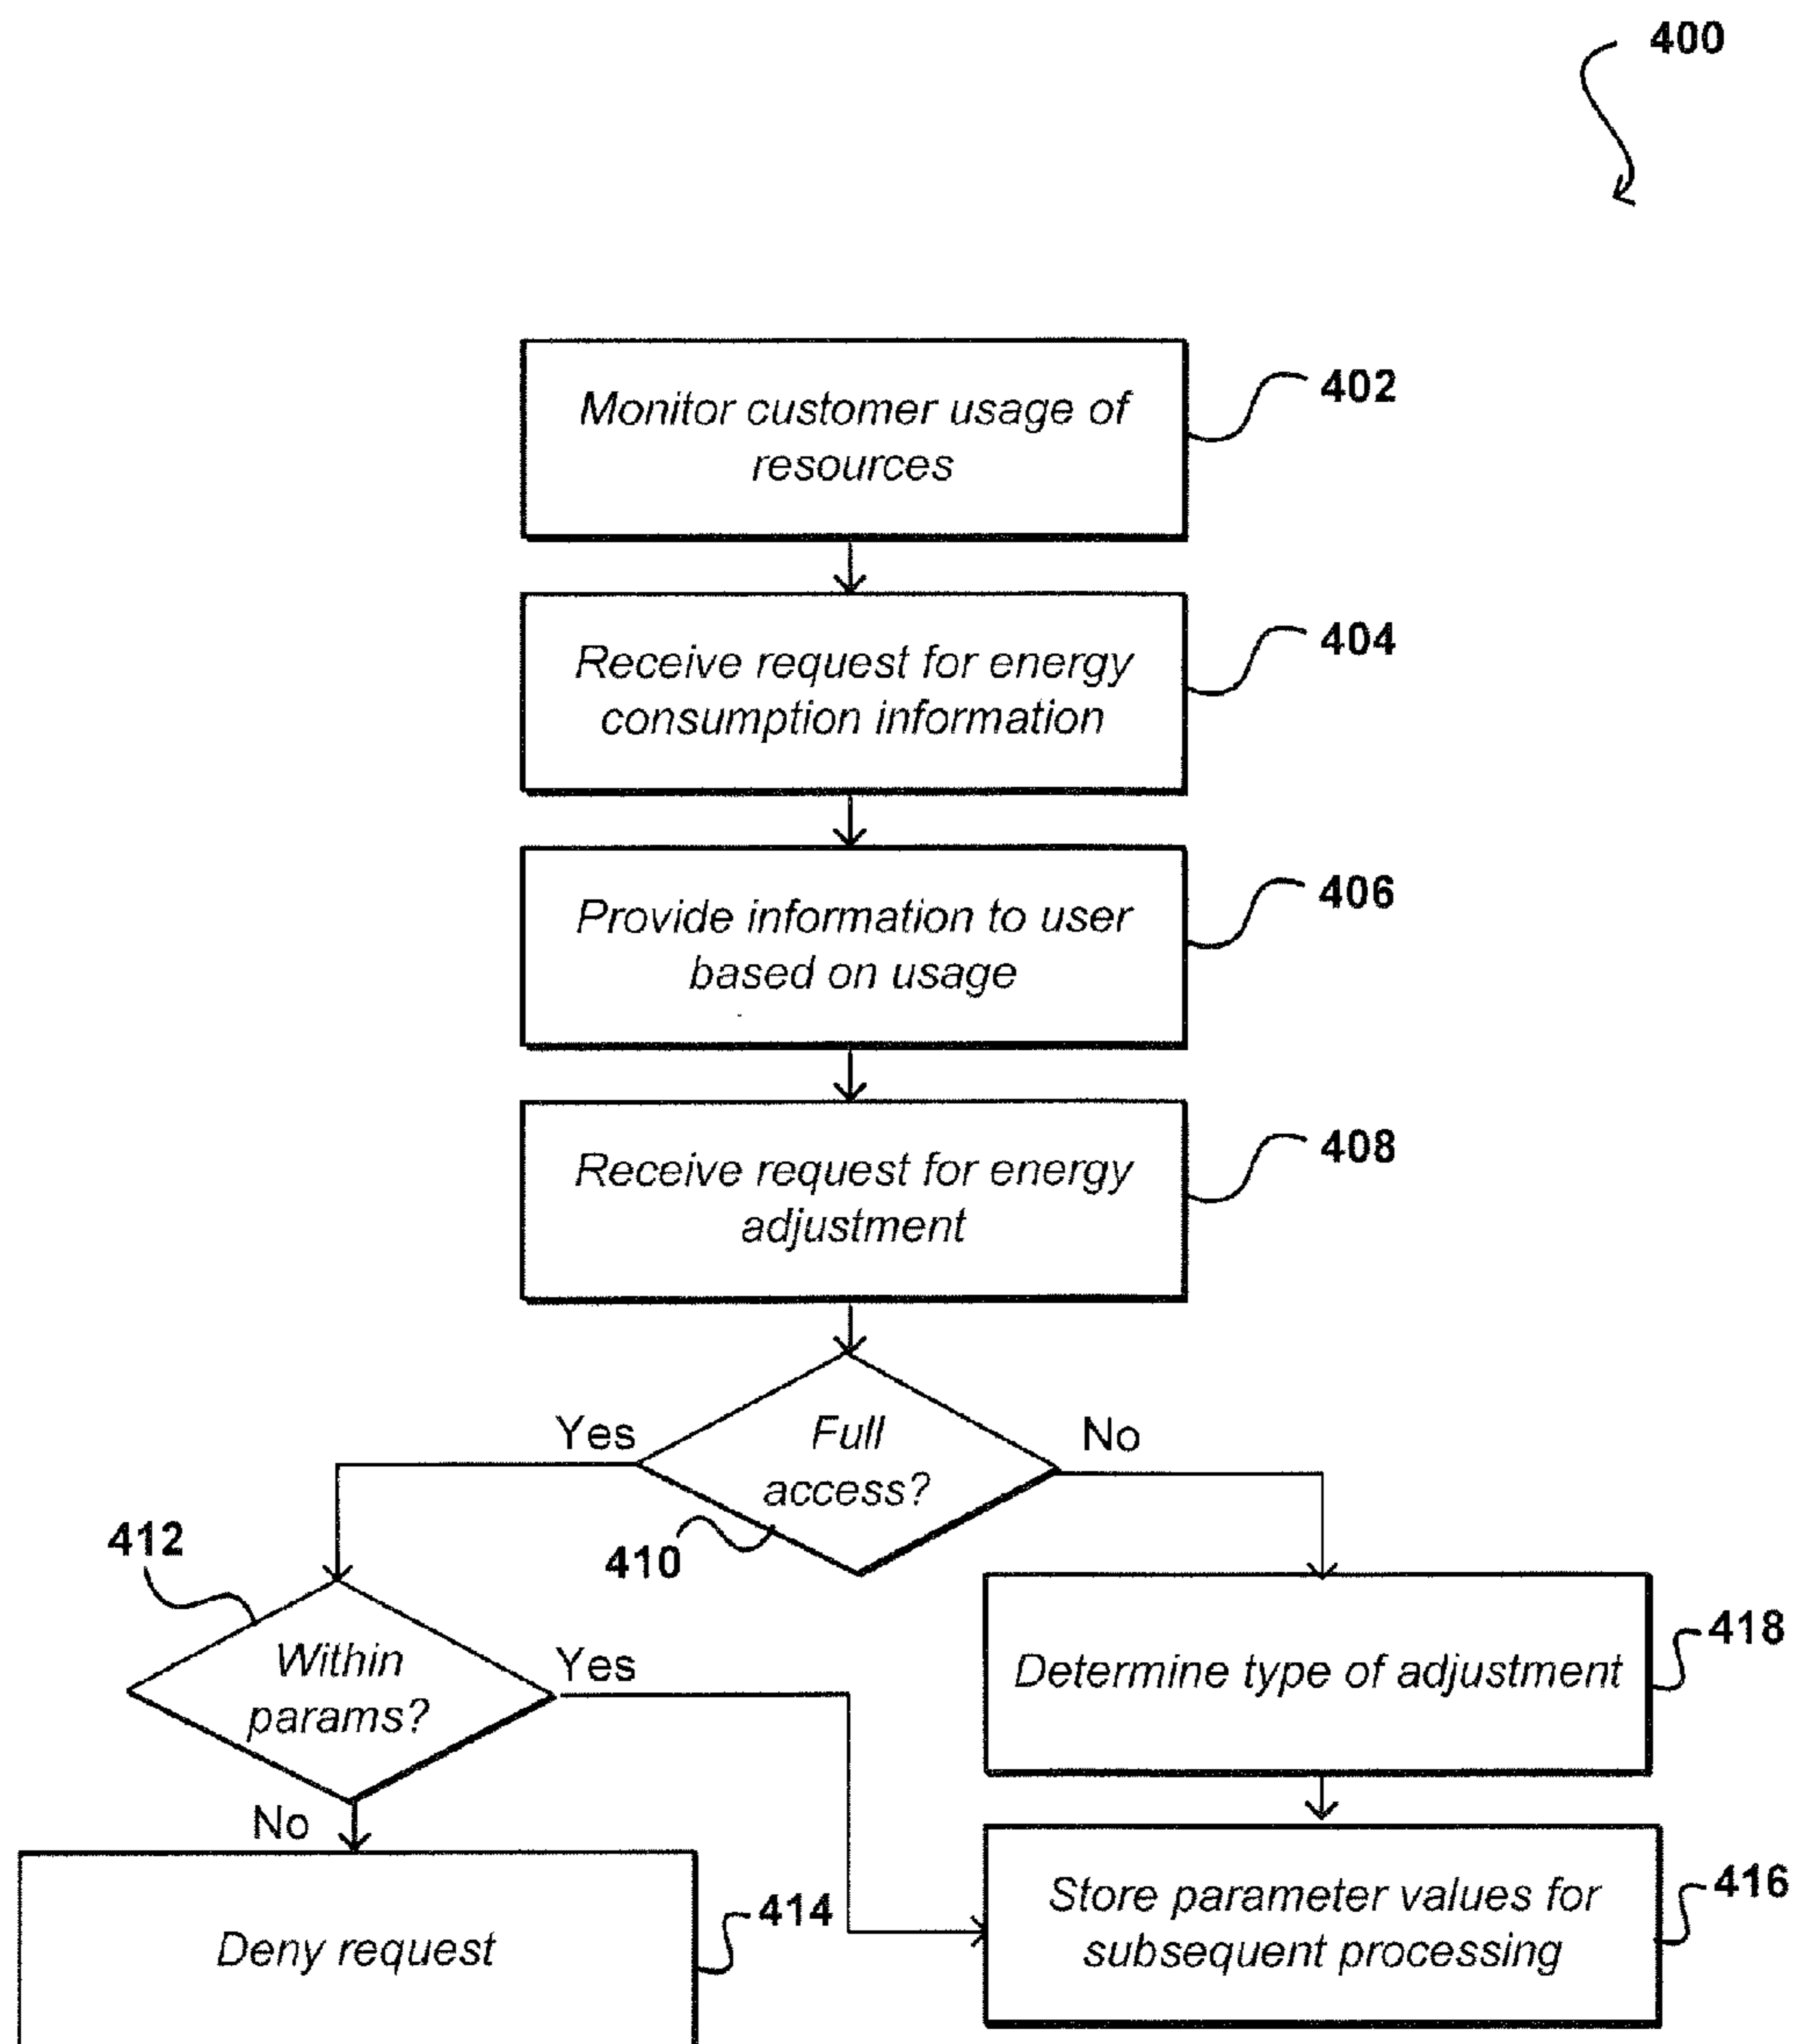 400
Monitor customer usage of
resources
402
Receive request for energy
consumption information
404
Provide information to user
based on usage
406
Receive request for energy
adjustment
408
Yes
Full
access?
No
410
412
Within
params?
Yes
Determine type of adjustment
418
No
Deny request
414
Store parameter values for
subsequent processing
416